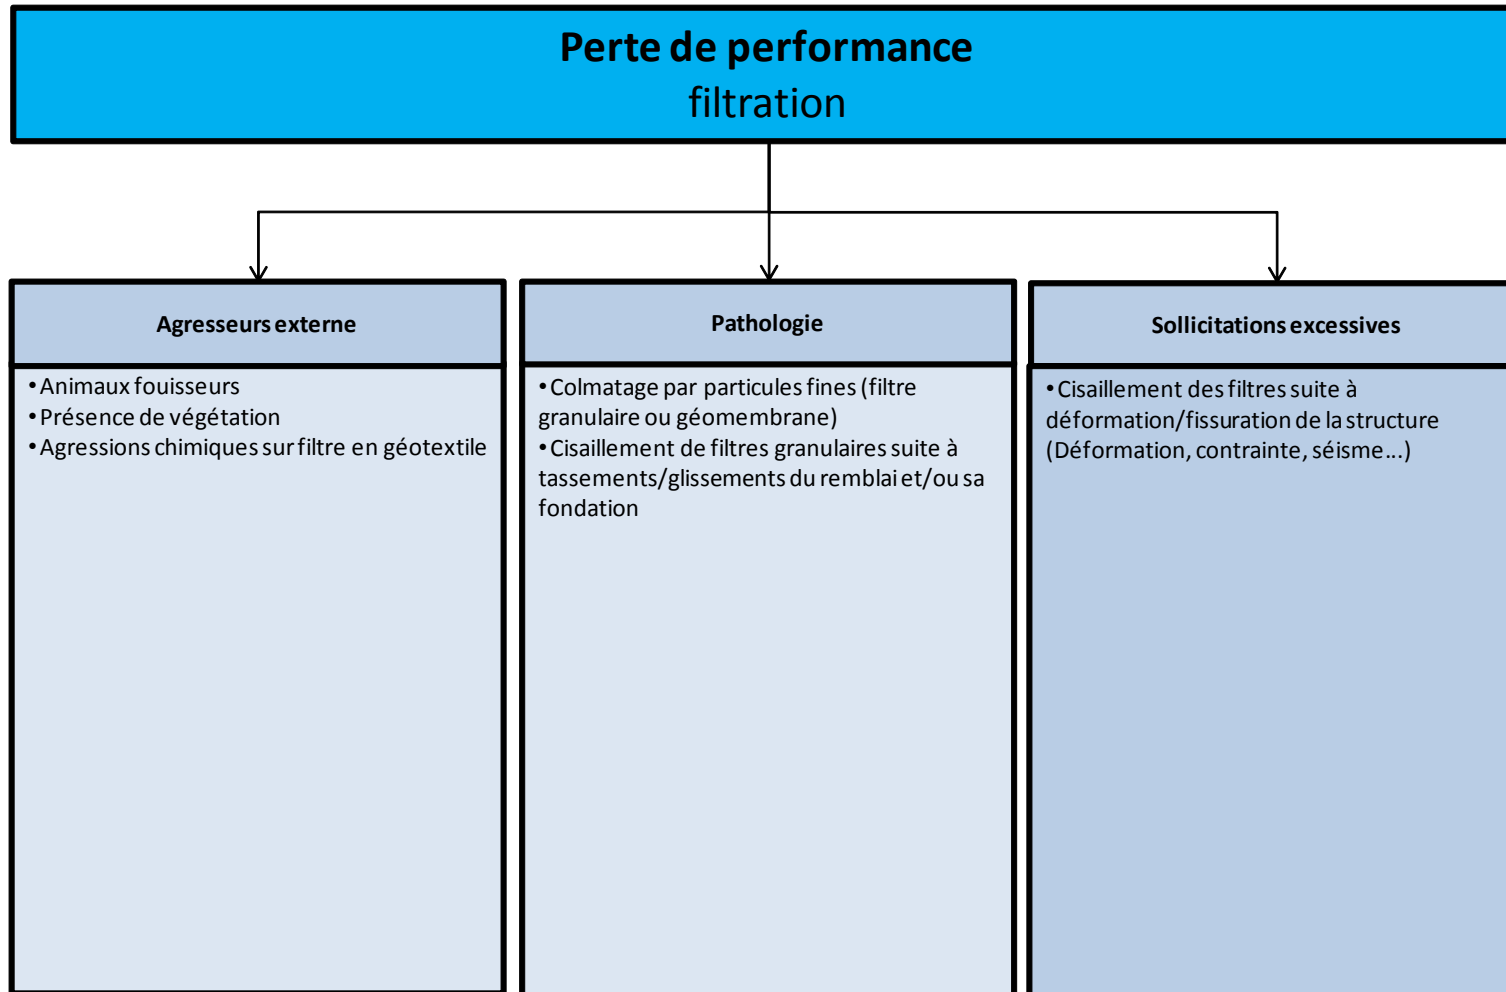 Perte de performance
filtration
Agresseurs externe
• Animaux fouisseurs
• Présence de végétation
• Agressions chimiques sur filtre en géotextile
Pathologie
• Colmatage par particules fines (filtre
granulaire ou géomembrane)
• Cisaillement de filtres granulaires suite à
tassements/glissements du remblai et/ou sa
fondation
Sollicitations excessives
• Cisaillement des filtres suite à
déformation/fissuration de la structure
(Déformation, contrainte, séisme...)